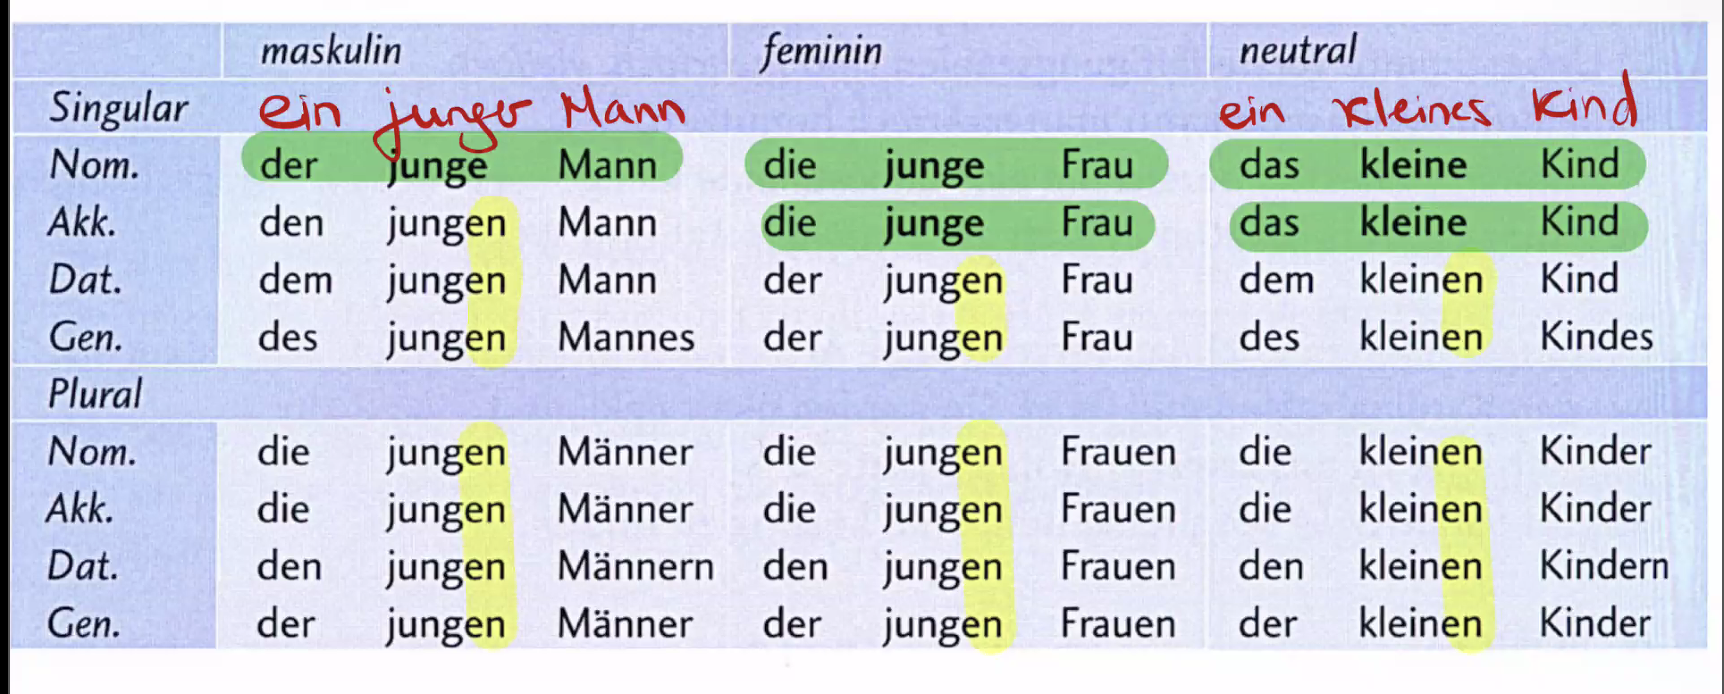 maskulin feminin neutral
Singular ein junger Mann ein kleines Kind
Nom. der junge Mann die junge Frau das kleine Kind
Akk. den jungen Mann die junge Frau das kleine Kind
Dat. dem jungen Mann der jungen Frau dem kleinen Kind
Gen. des jungen Mannes der jungen Frau des kleinen Kindes
Plural
Nom. die jungen Männer die jungen Frauen die kleinen Kinder
Akk. die jungen Männer die jungen Frauen die kleinen Kinder
Dat. den jungen Männern den jungen Frauen den kleinen Kindern
Gen. der jungen Männer der jungen Frauen der kleinen Kinder